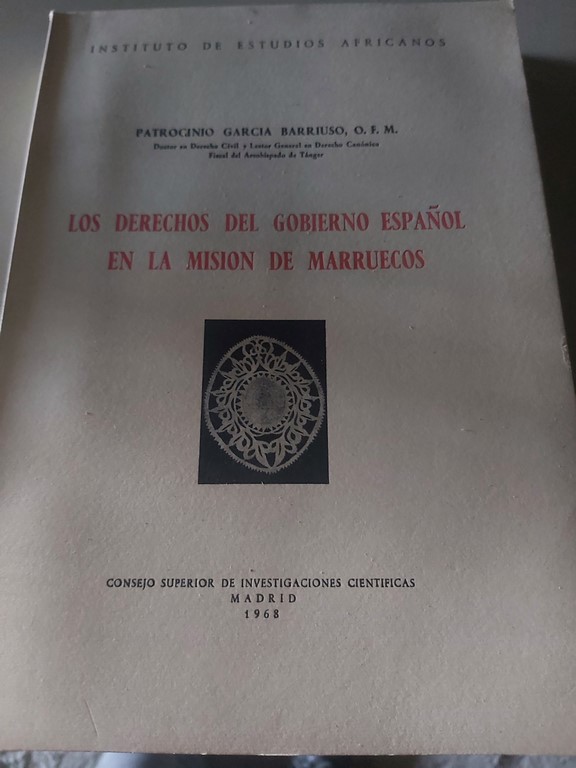 INSTITUTO DE ESTUDIOS AFRICANOS
PATROCINIO GARCIA BARRIUSO, O. F. M.
Doctor en Derecho Civil y Lector General en Derecho Canónico
Fiscal del Arzobispado de Tánger
LOS DERECHOS DEL GOBIERNO ESPAÑOL
EN LA MISION DE MARRUECOS
CONSEJO SUPERIOR DE INVESTIGACIONES CIENTIFICAS
MADRID
1968